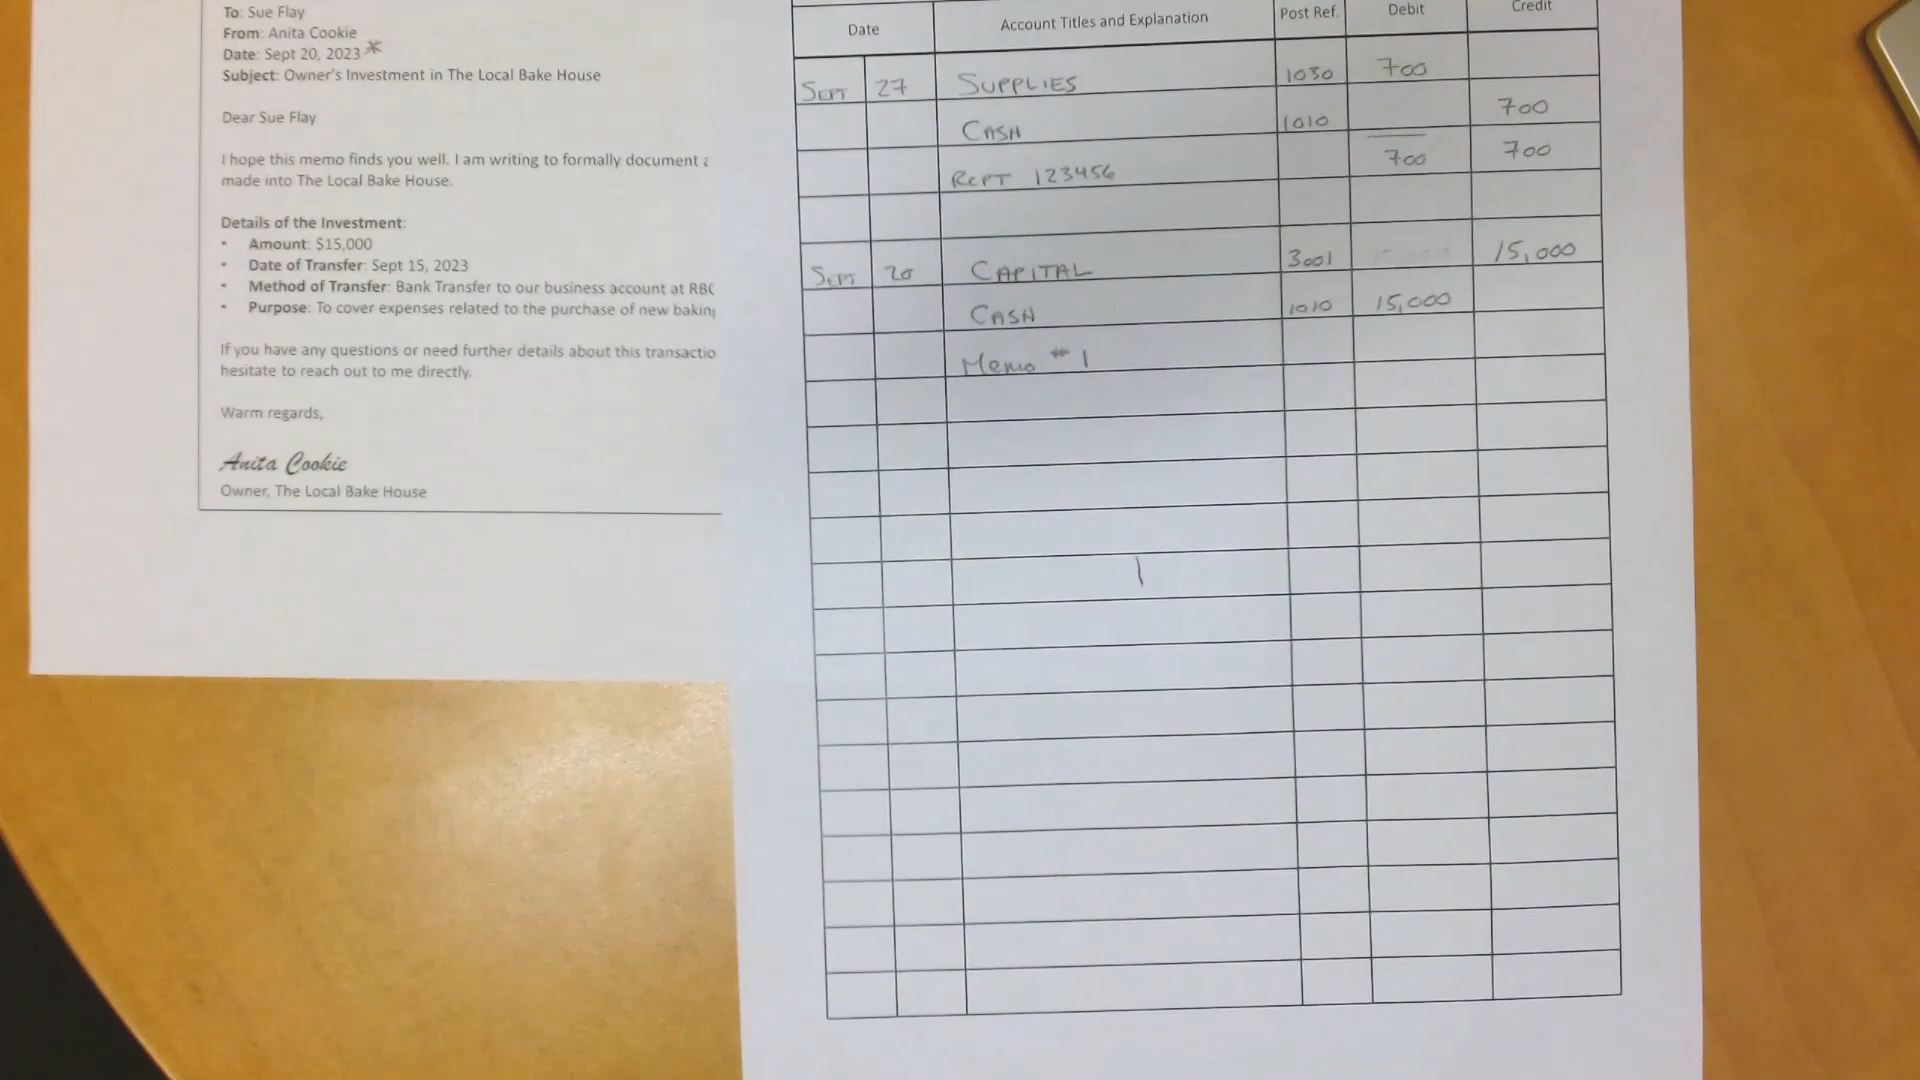 To: Sue Flay
From: Anita Cookie
Date: Sept 20, 2023 *
Subject: Owner's Investment in The Local Bake House
Dear Sue Flay
I hope this memo finds you well. I am writing to formally document
made into The Local Bake House.
Details of the Investment:
• Amount: $15,000
• Date of Transfer: Sept 15, 2023
• Method of Transfer: Bank Transfer to our business account at RBC
• Purpose: To cover expenses related to the purchase of new baking
If you have any questions or need further details about this transactio
hesitate to reach out to me directly.
Warm regards,
Anita Cookie
Owner, The Local Bake House
Date Account Titles and Explanation Post Ref. Debit Credit
SEPT 27 SUPPLIES 1030 700
CASH 1010 700
RCPT 123456 700 700
SEPT 20 CAPITAL 3001 15,000
CASH 1010 15,000
Memo #1